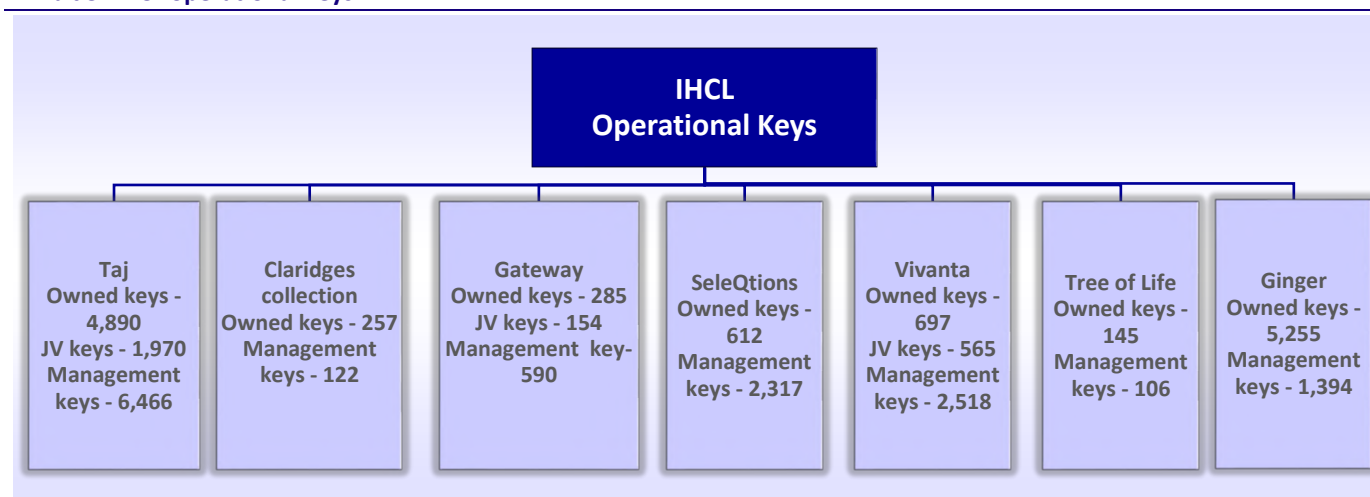 IHCL
Operational Keys
Taj
Owned keys -
4,890
JV keys - 1,970
Management
keys - 6,466
Claridges
collection
Owned keys - 257
Management
keys - 122
Gateway
Owned keys - 285
JV keys - 154
Management key-
590
SeleQtions
Owned keys -
612
Management
keys - 2,317
Vivanta
Owned keys -
697
JV keys - 565
Management
keys - 2,518
Tree of Life
Owned keys -
145
Management
keys - 106
Ginger
Owned keys -
5,255
Management
keys - 1,394